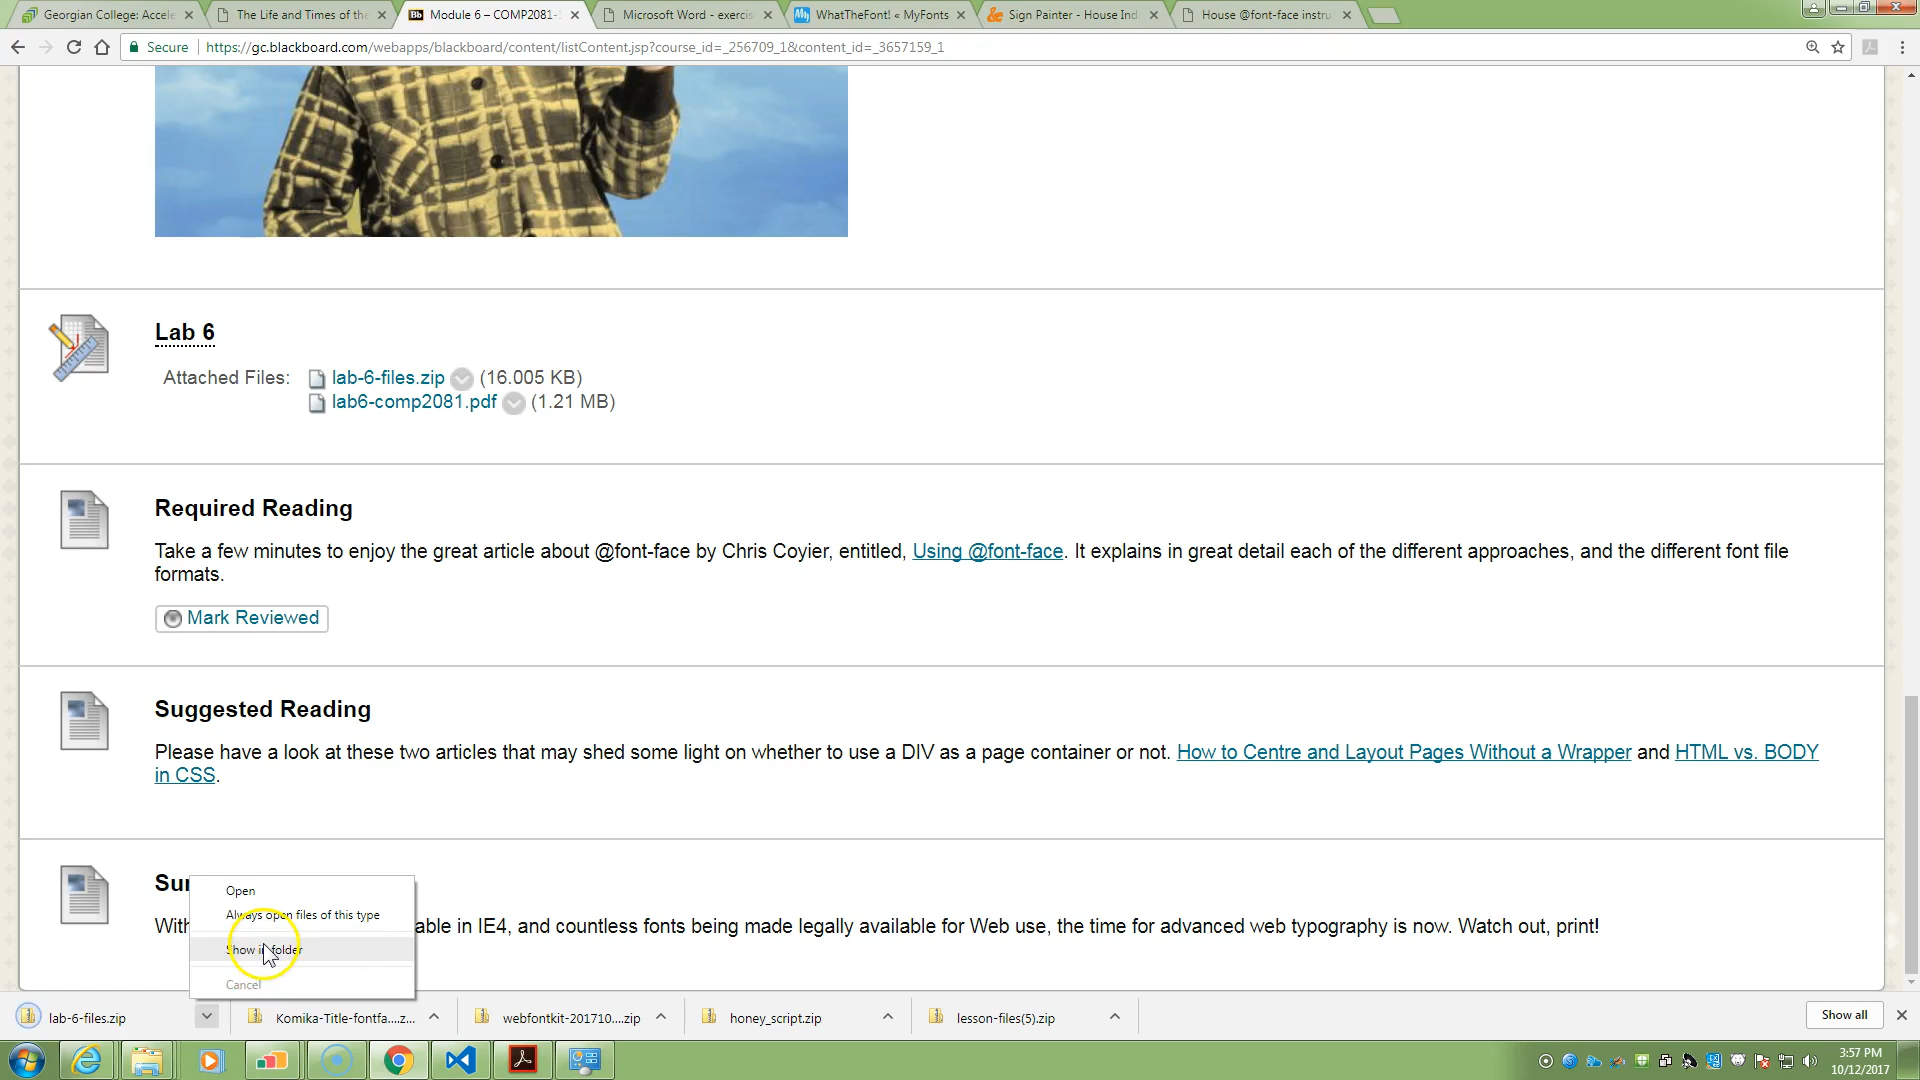 Georgian College: Accele
The Life and Times of the
Module 6 – COMP2081-1
Microsoft Word - exercis
WhatTheFont! « MyFonts
Sign Painter - House Ind
House @font-face instru
Secure
https://gc.blackboard.com/webapps/blackboard/content/listContent.jsp?course_id=_256709_1&content_id=_3657159_1
Lab 6
Attached Files: lab-6-files.zip (16.005 KB)
lab6-comp2081.pdf (1.21 MB)
Required Reading
Take a few minutes to enjoy the great article about @font-face by Chris Coyier, entitled, Using @font-face. It explains in great detail each of the different approaches, and the different font file
formats.
Mark Reviewed
Suggested Reading
Please have a look at these two articles that may shed some light on whether to use a DIV as a page container or not. How to Centre and Layout Pages Without a Wrapper and HTML vs. BODY
in CSS.
Sur
With able in IE4, and countless fonts being made legally available for Web use, the time for advanced web typography is now. Watch out, print!
Open
Always open files of this type
Show in folder
Cancel
lab-6-files.zip
Komika-Title-fontfa....z...
webfontkit-201710....zip
honey_script.zip
lesson-files(5).zip
Show all
3:57 PM
10/12/2017